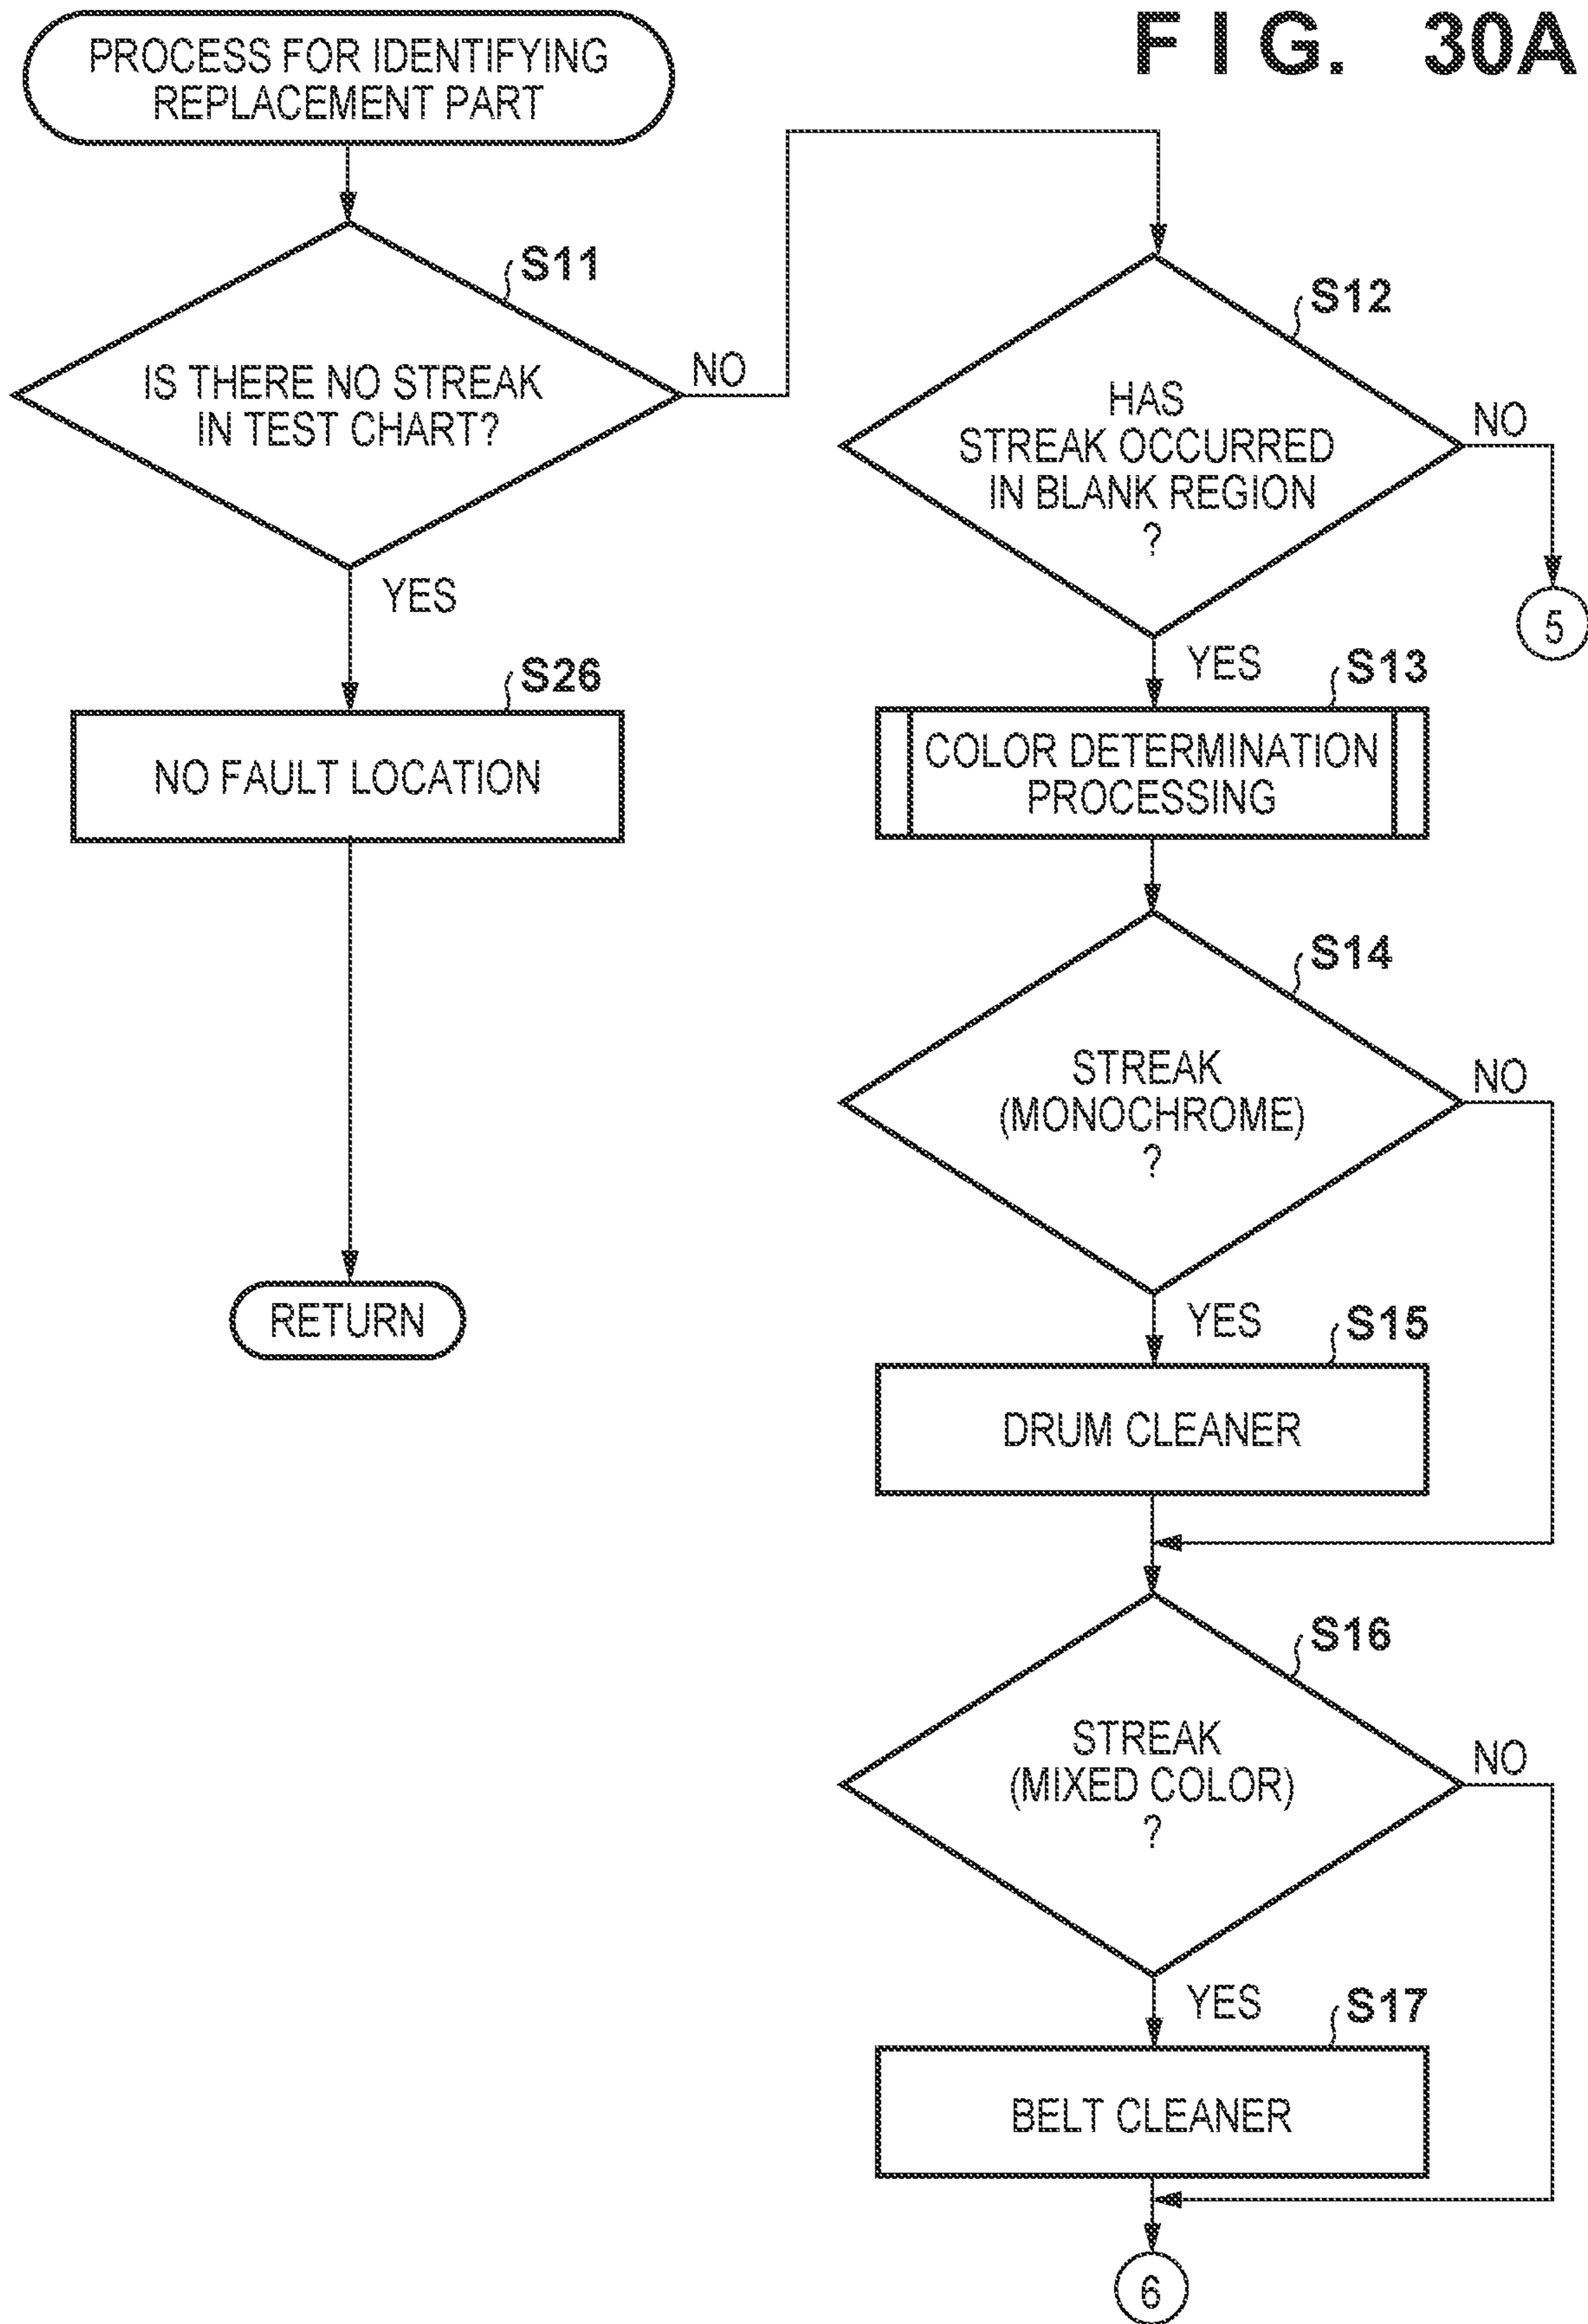 FIG. 30A
PROCESS FOR IDENTIFYING
REPLACEMENT PART
S11
IS THERE NO STREAK
IN TEST CHART?
NO
YES
S26
NO FAULT LOCATION
RETURN
S12
HAS
STREAK OCCURRED
IN BLANK REGION
?
NO
5
YES
S13
COLOR DETERMINATION
PROCESSING
S14
STREAK
(MONOCHROME)
?
NO
YES
S15
DRUM CLEANER
S16
STREAK
(MIXED COLOR)
?
NO
YES
S17
BELT CLEANER
6